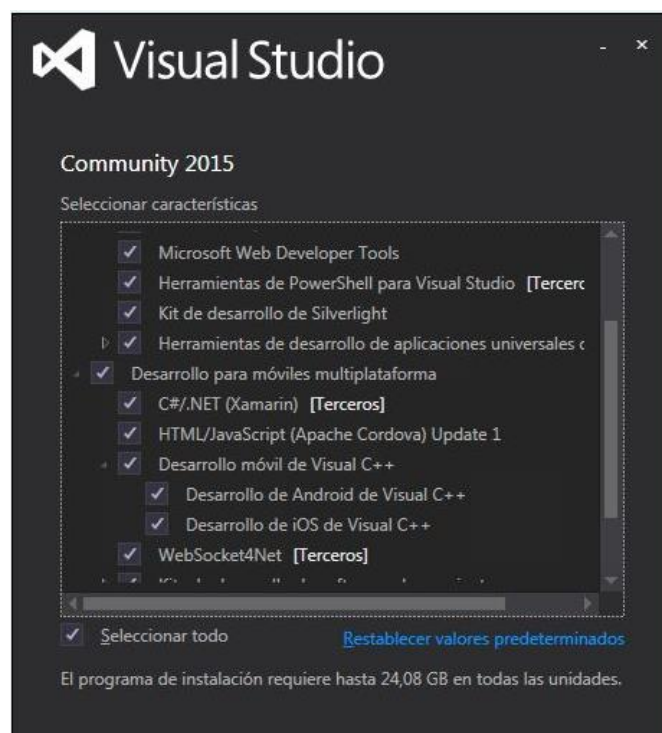 Visual Studio
Community 2015
Seleccionar características
Microsoft Web Developer Tools
Herramientas de PowerShell para Visual Studio [Terceros
Kit de desarrollo de Silverlight
Herramientas de desarrollo de aplicaciones universales
Desarrollo para móviles multiplataforma
C#/.NET (Xamarin) [Terceros]
HTML/JavaScript (Apache Cordova) Update 1
Desarrollo móvil de Visual C++
Desarrollo de Android de Visual C++
Desarrollo de iOS de Visual C++
WebSocket4Net [Terceros]
Seleccionar todo
Restablecer valores predeterminados
El programa de instalación requiere hasta 24,08 GB en todas las unidades.